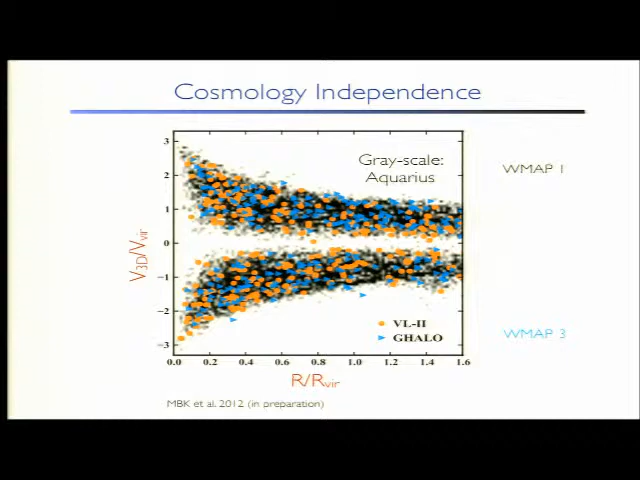 Cosmology Independence
Gray-scale:
Aquarius
WMAP 1
V3D/Vvir
3
2
1
0
−1
−2
−3
VL-II
GHALO
WMAP 3
0.0 0.2 0.4 0.6 0.8 1.0 1.2 1.4 1.6
R/Rvir
MBK et al. 2012 (in preparation)